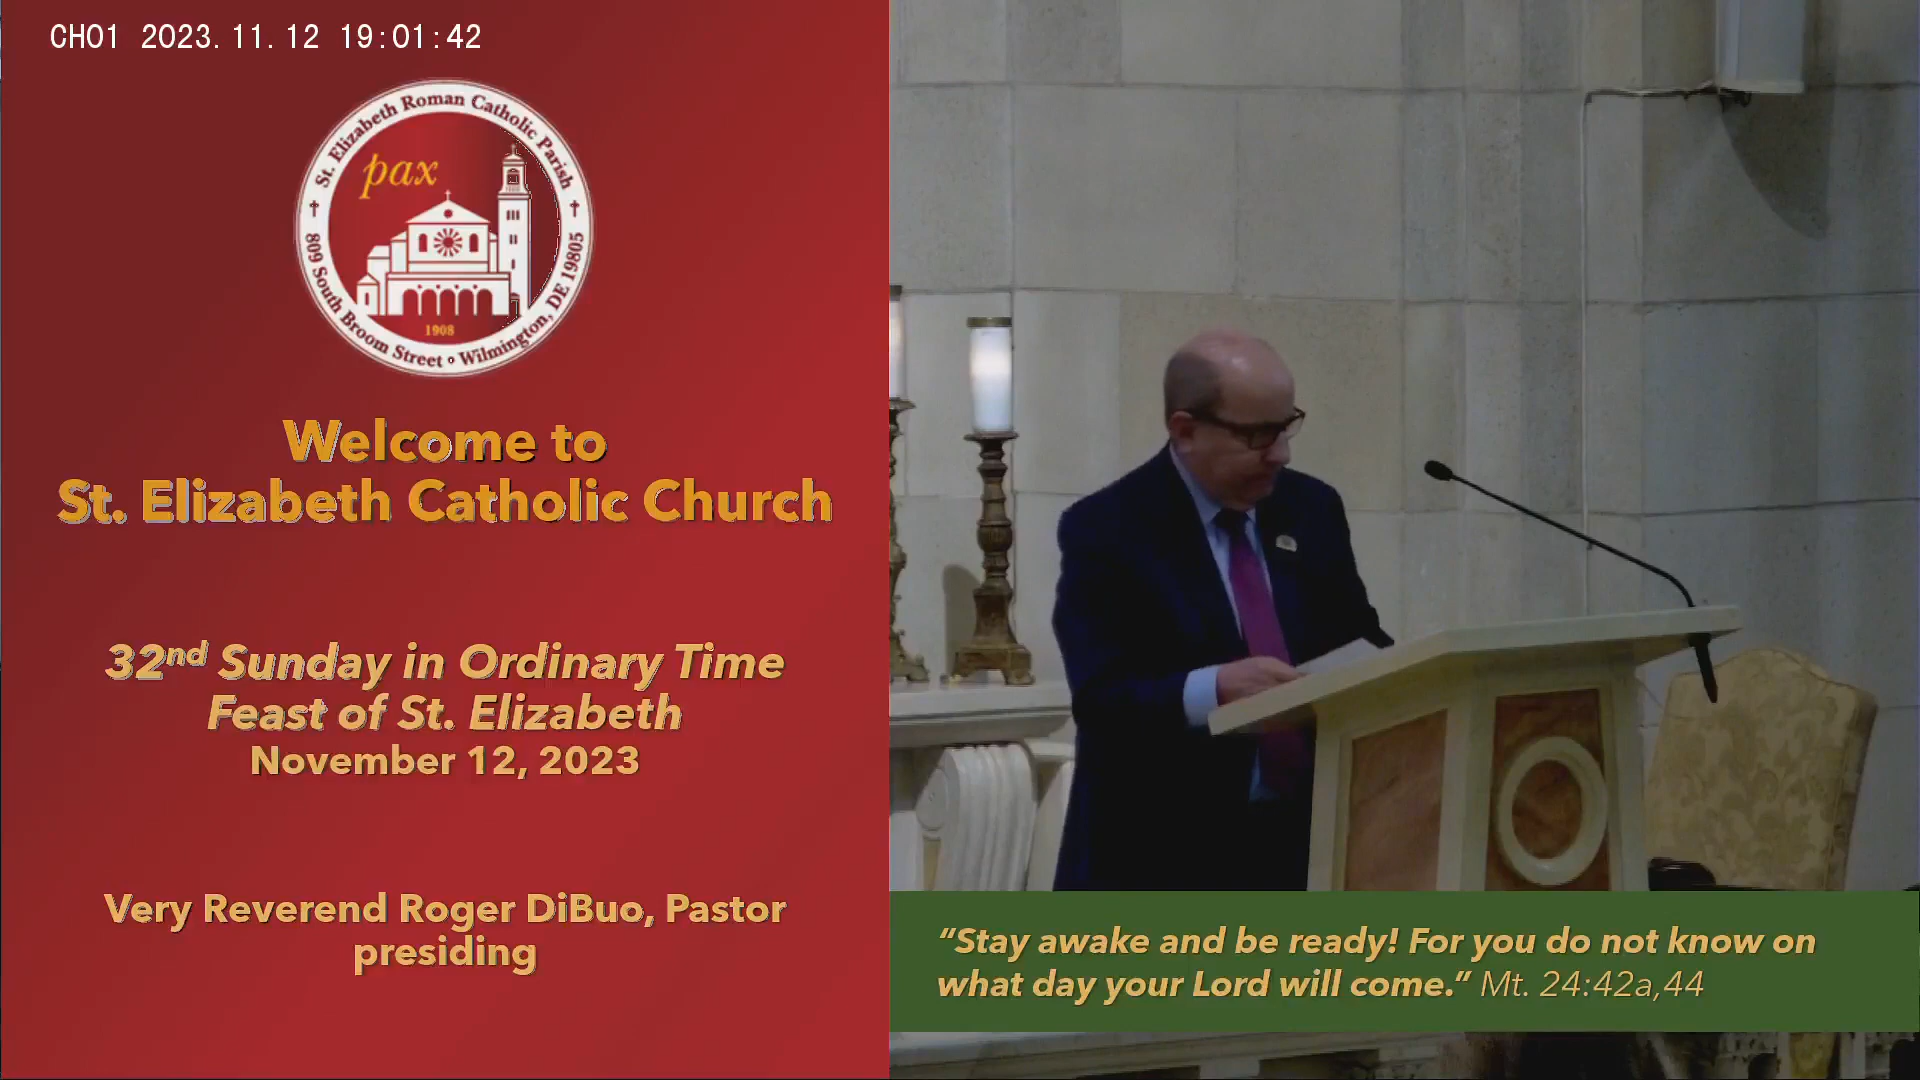 CH01 2023.11.12 19:01:42
St. Elizabeth Roman Catholic Parish
pax
1908
809 South Broom Street • Wilmington, DE 19805
Welcome to
St. Elizabeth Catholic Church
32nd Sunday in Ordinary Time
Feast of St. Elizabeth
November 12, 2023
Very Reverend Roger DiBuo, Pastor
presiding
“Stay awake and be ready! For you do not know on
what day your Lord will come.” Mt. 24:42a,44